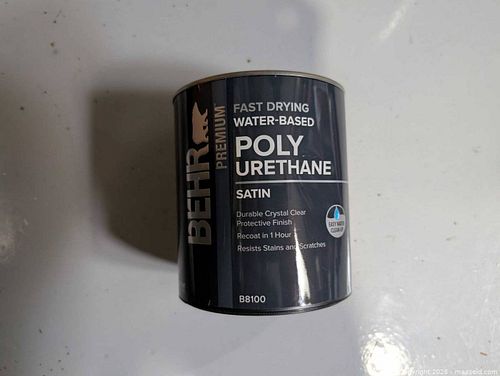 BEHR
PREMIUM
FAST DRYING
WATER-BASED
POLY
URETHANE
SATIN
Durable Crystal Clear
Protective Finish
Recoat in 1 Hour
Resists Stains and Scratches
EASY WATER
CLEAN-UP
B8100